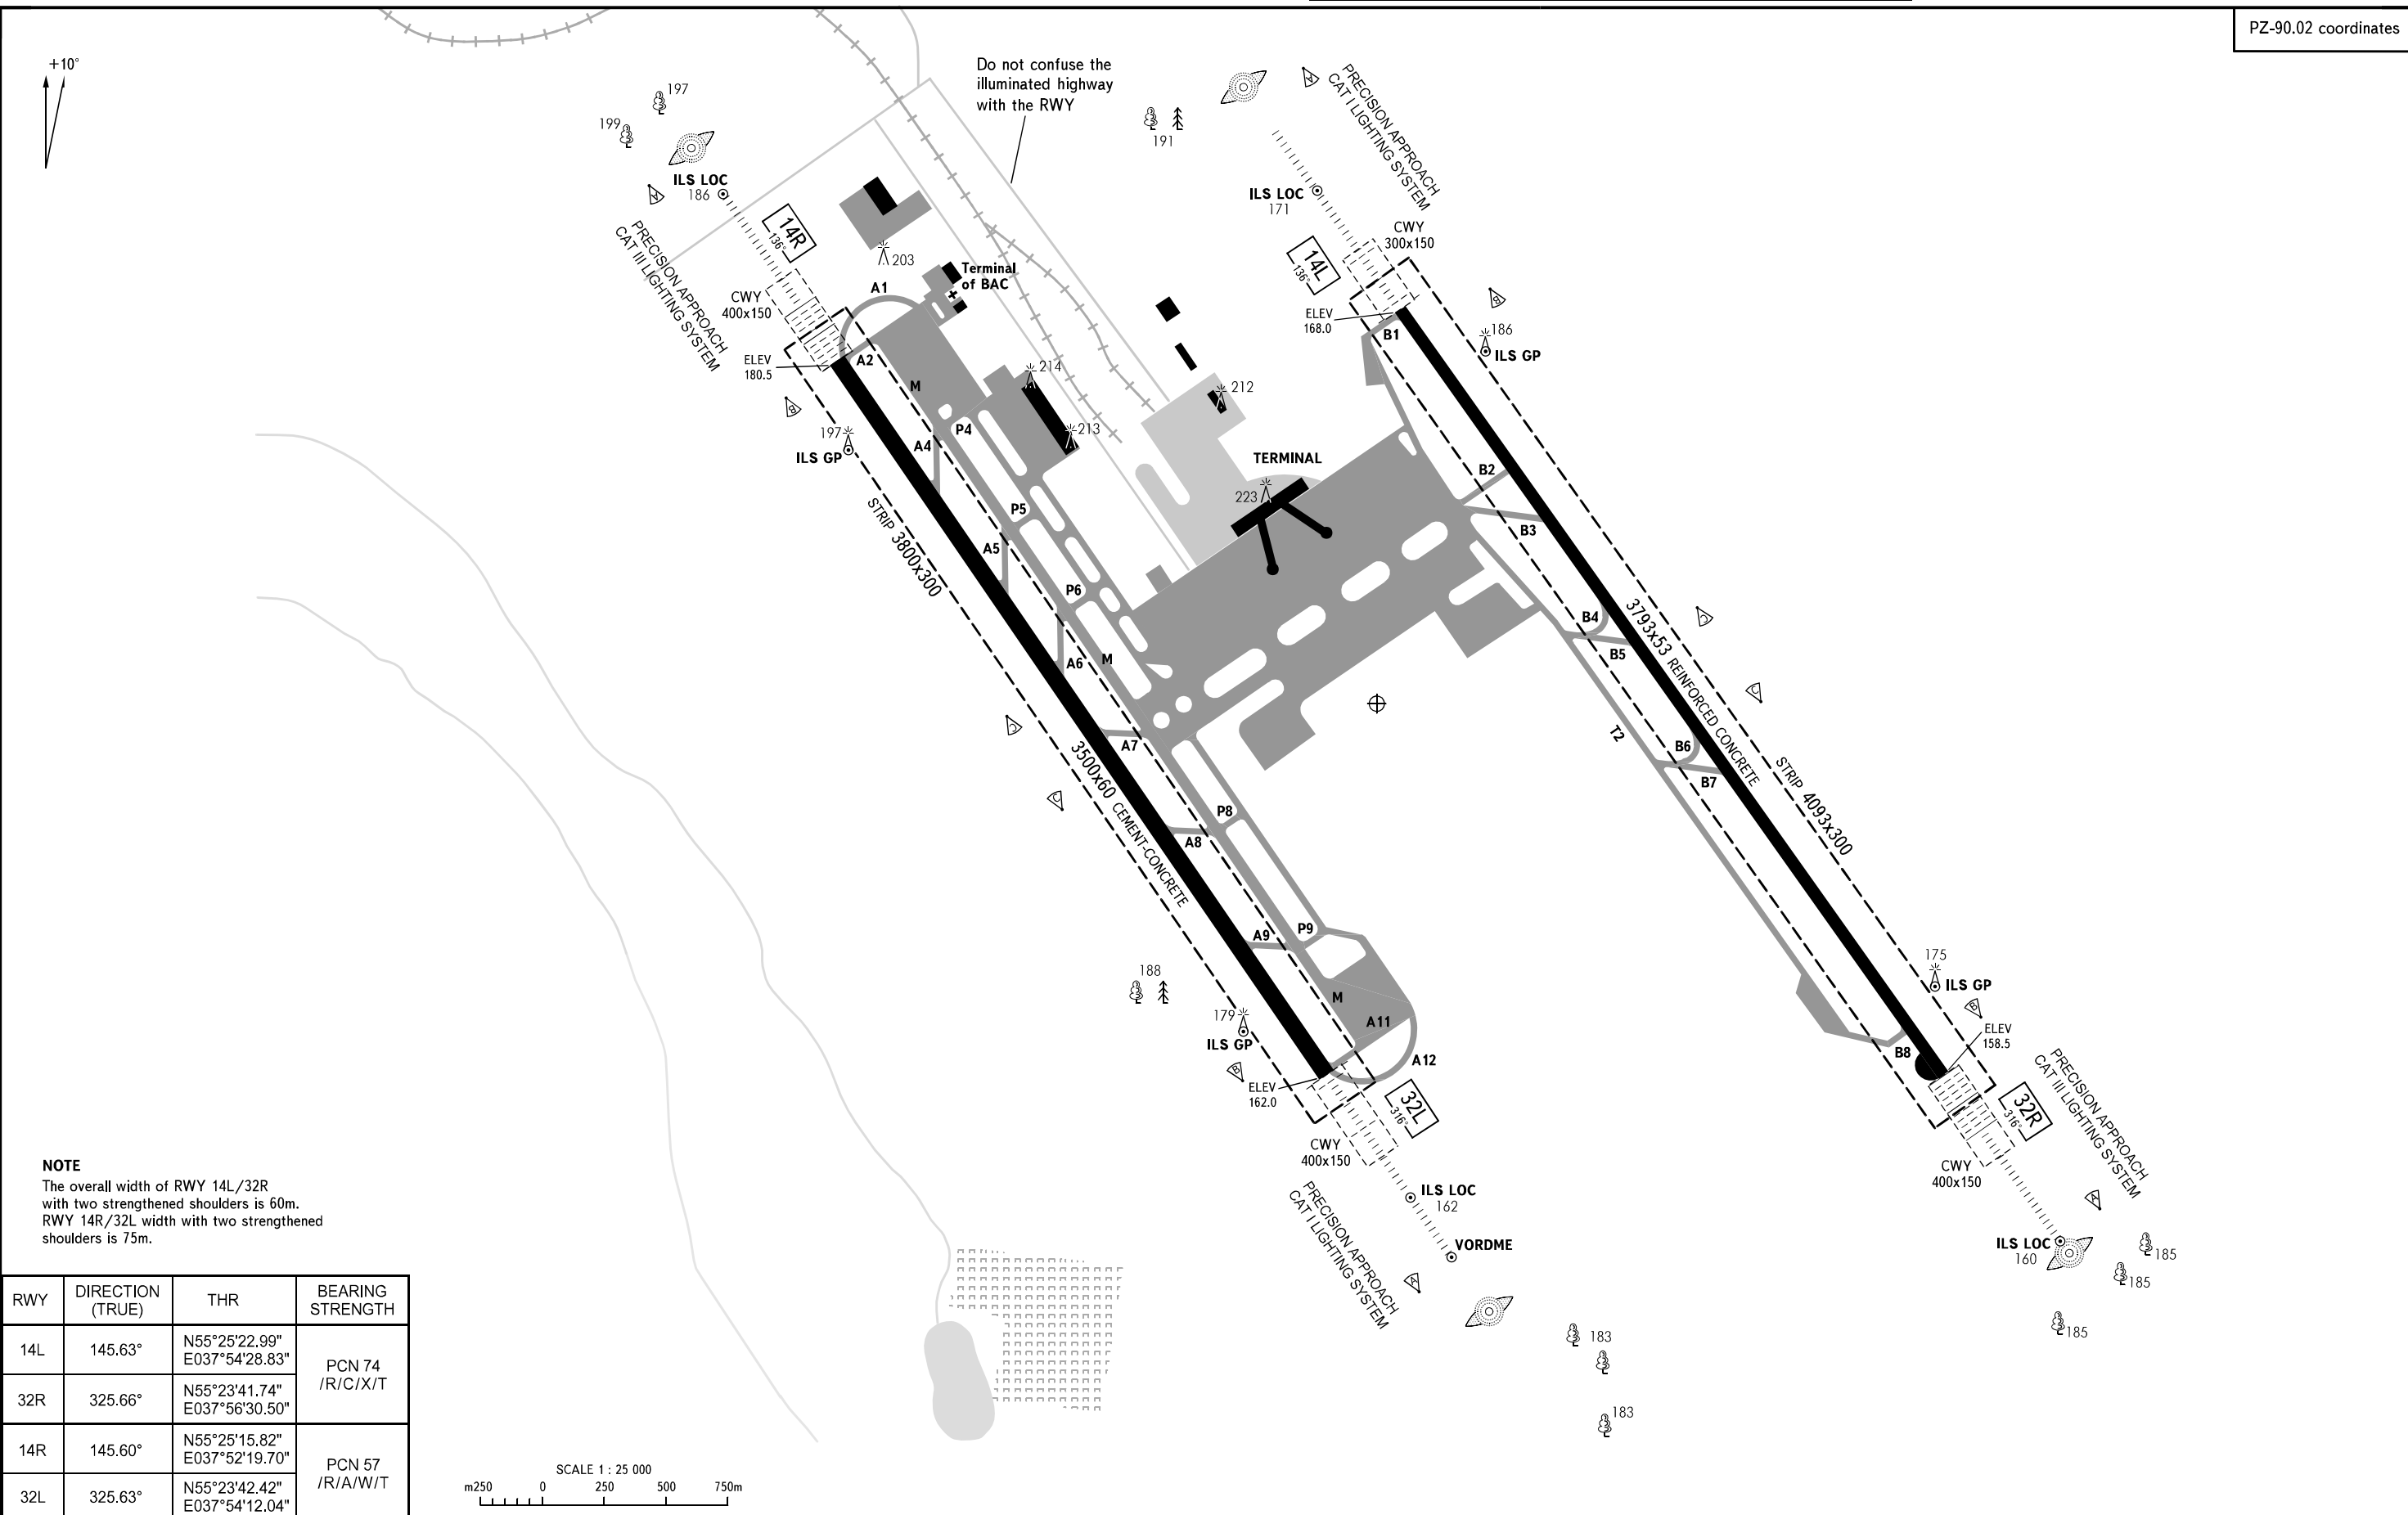 PZ-90.02 coordinates
+10°
Do not confuse the
illuminated highway
with the RWY
197
199
ILS LOC
186
14R
136°
PRECISION APPROACH
CAT III LIGHTING SYSTEM
A
CWY
400x150
ELEV
180.5
B
197
ILS GP
203
Terminal
of BAC
A1
A2
M
A4
P4
214
213
P5
A5
P6
A6
M
A7
STRIP 3800x300
3500x60 CEMENT-CONCRETE
C
C
P8
A8
P9
A9
M
A11
A12
188
179
ILS GP
B
ELEV
162.0
32L
316°
CWY
400x150
ILS LOC
162
VORDME
PRECISION APPROACH
CAT I LIGHTING SYSTEM
A
183
183
191
A
PRECISION APPROACH
CAT I LIGHTING SYSTEM
ILS LOC
171
CWY
300x150
14L
136°
ELEV
168.0
B1
B
186
ILS GP
212
TERMINAL
223
B2
B3
B4
B5
C
C
T2
B6
B7
3793x53 REINFORCED CONCRETE
STRIP 4093x300
175
ILS GP
B
ELEV
158.5
B8
32R
316°
PRECISION APPROACH
CAT III LIGHTING SYSTEM
A
CWY
400x150
ILS LOC
160
185
185
185
NOTE
The overall width of RWY 14L/32R
with two strengthened shoulders is 60m.
RWY 14R/32L width with two strengthened
shoulders is 75m.
RWY DIRECTION (TRUE) THR BEARING STRENGTH
14L 145.63° N55°25'22.99" E037°54'28.83" PCN 74 /R/C/X/T
32R 325.66° N55°23'41.74" E037°56'30.50"
14R 145.60° N55°25'15.82" E037°52'19.70" PCN 57 /R/A/W/T
32L 325.63° N55°23'42.42" E037°54'12.04"
SCALE 1 : 25 000
m250 0 250 500 750m